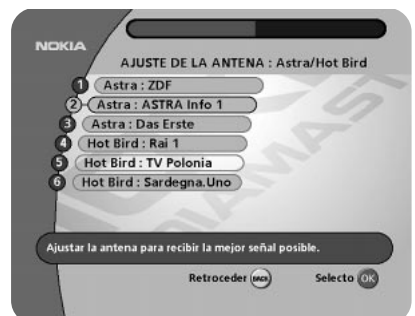 NOKIA
AJUSTE DE LA ANTENA : Astra/Hot Bird
1 Astra : ZDF
2 Astra : ASTRA Info 1
3 Astra : Das Erste
4 Hot Bird : Rai 1
5 Hot Bird : TV Polonia
6 Hot Bird : Sardegna.Uno
Ajustar la antena para recibir la mejor señal posible.
Retroceder BACK Selecto OK